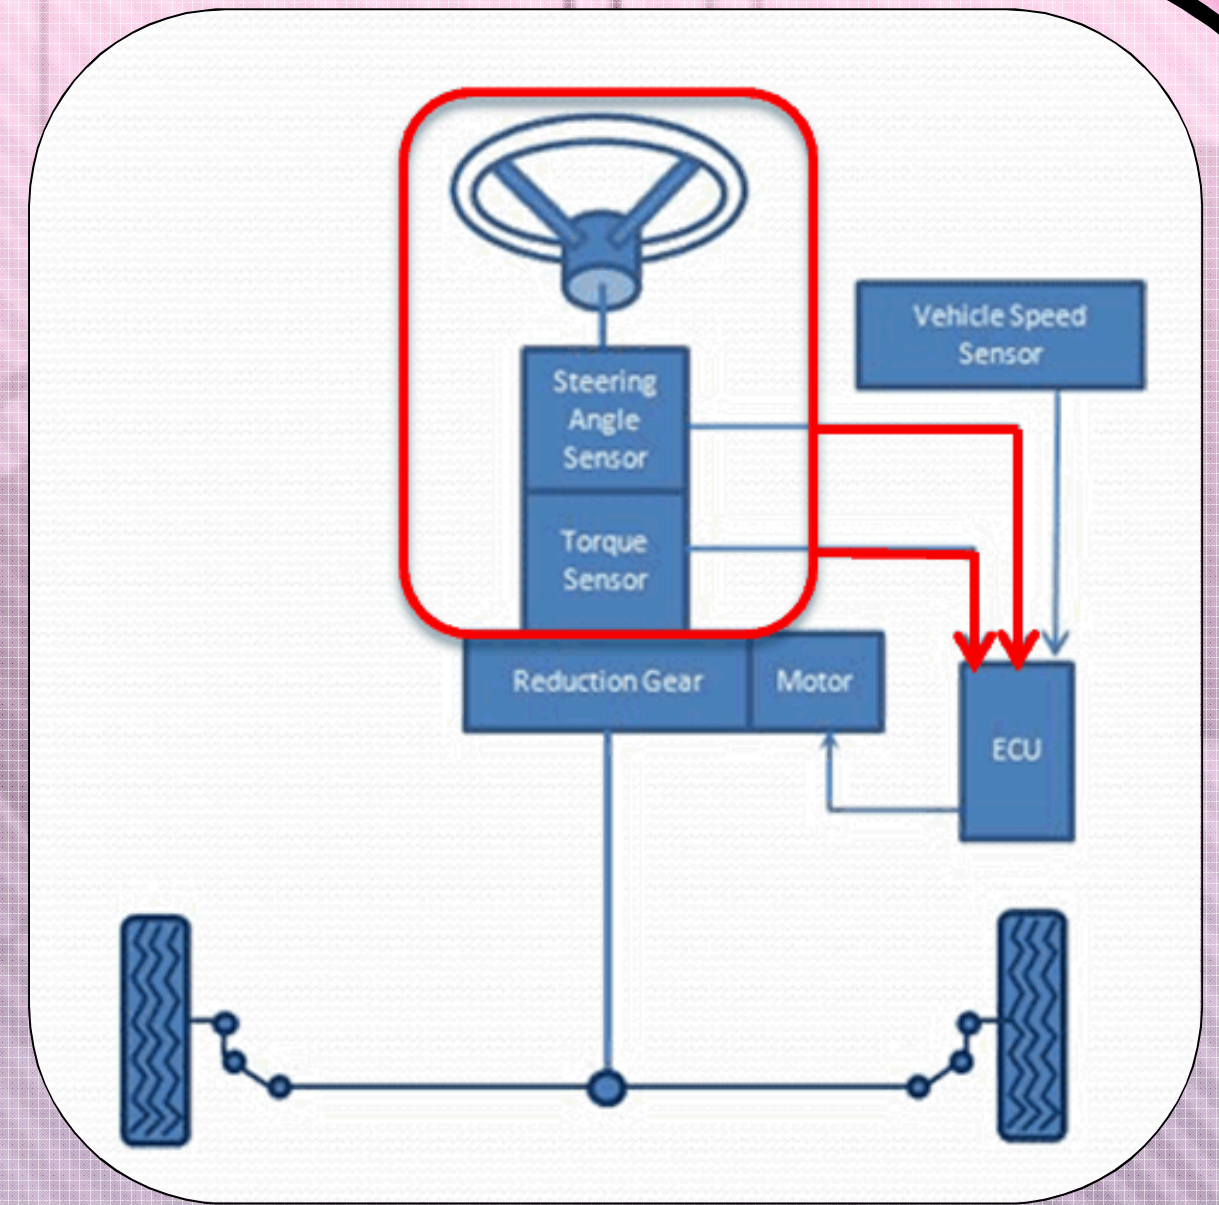 Vehicle Speed
Sensor
Steering
Angle
Sensor
Torque
Sensor
Reduction Gear
Motor
ECU